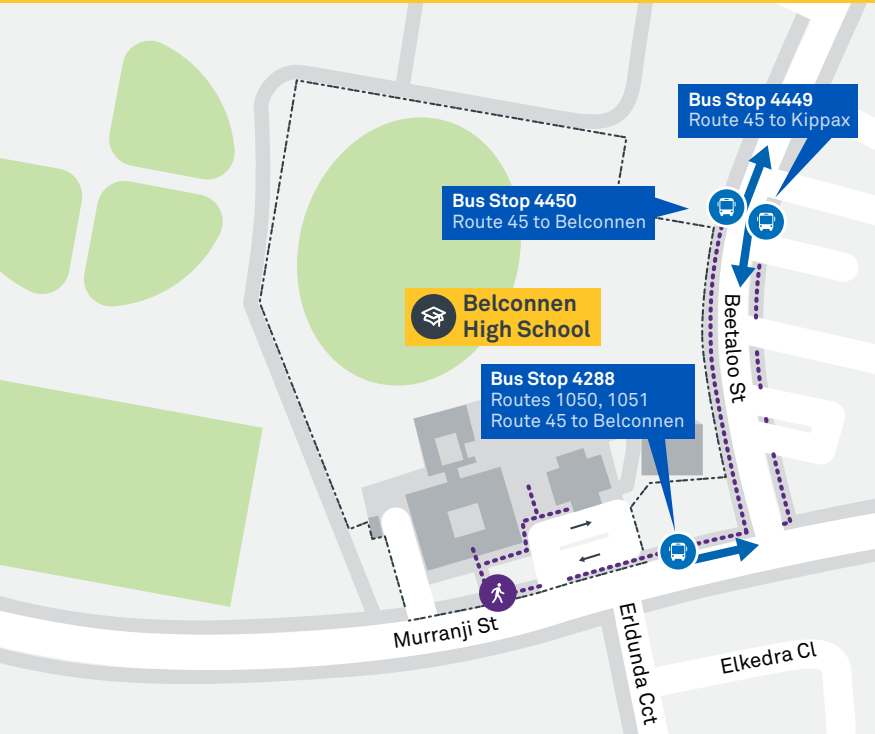 Bus Stop 4449
Route 45 to Kippax
Bus Stop 4450
Route 45 to Belconnen
Belconnen
High School
Beetaloo St
Bus Stop 4288
Routes 1050, 1051
Route 45 to Belconnen
Murranji St
Erldunda Cct
Elkedra Cl